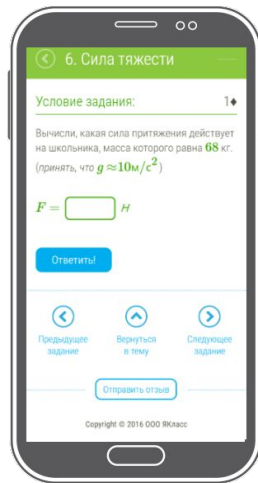 6. Сила тяжести
Условие задания: 1♦
Вычисли, какая сила притяжения действует
на школьника, масса которого равна 68 кг.
(принять, что g ≈ 10м/с²)
F = Н
Ответить!
Предыдущее задание
Вернуться в тему
Следующее задание
Отправить отзыв
Copyright © 2016 ООО ЯКласс